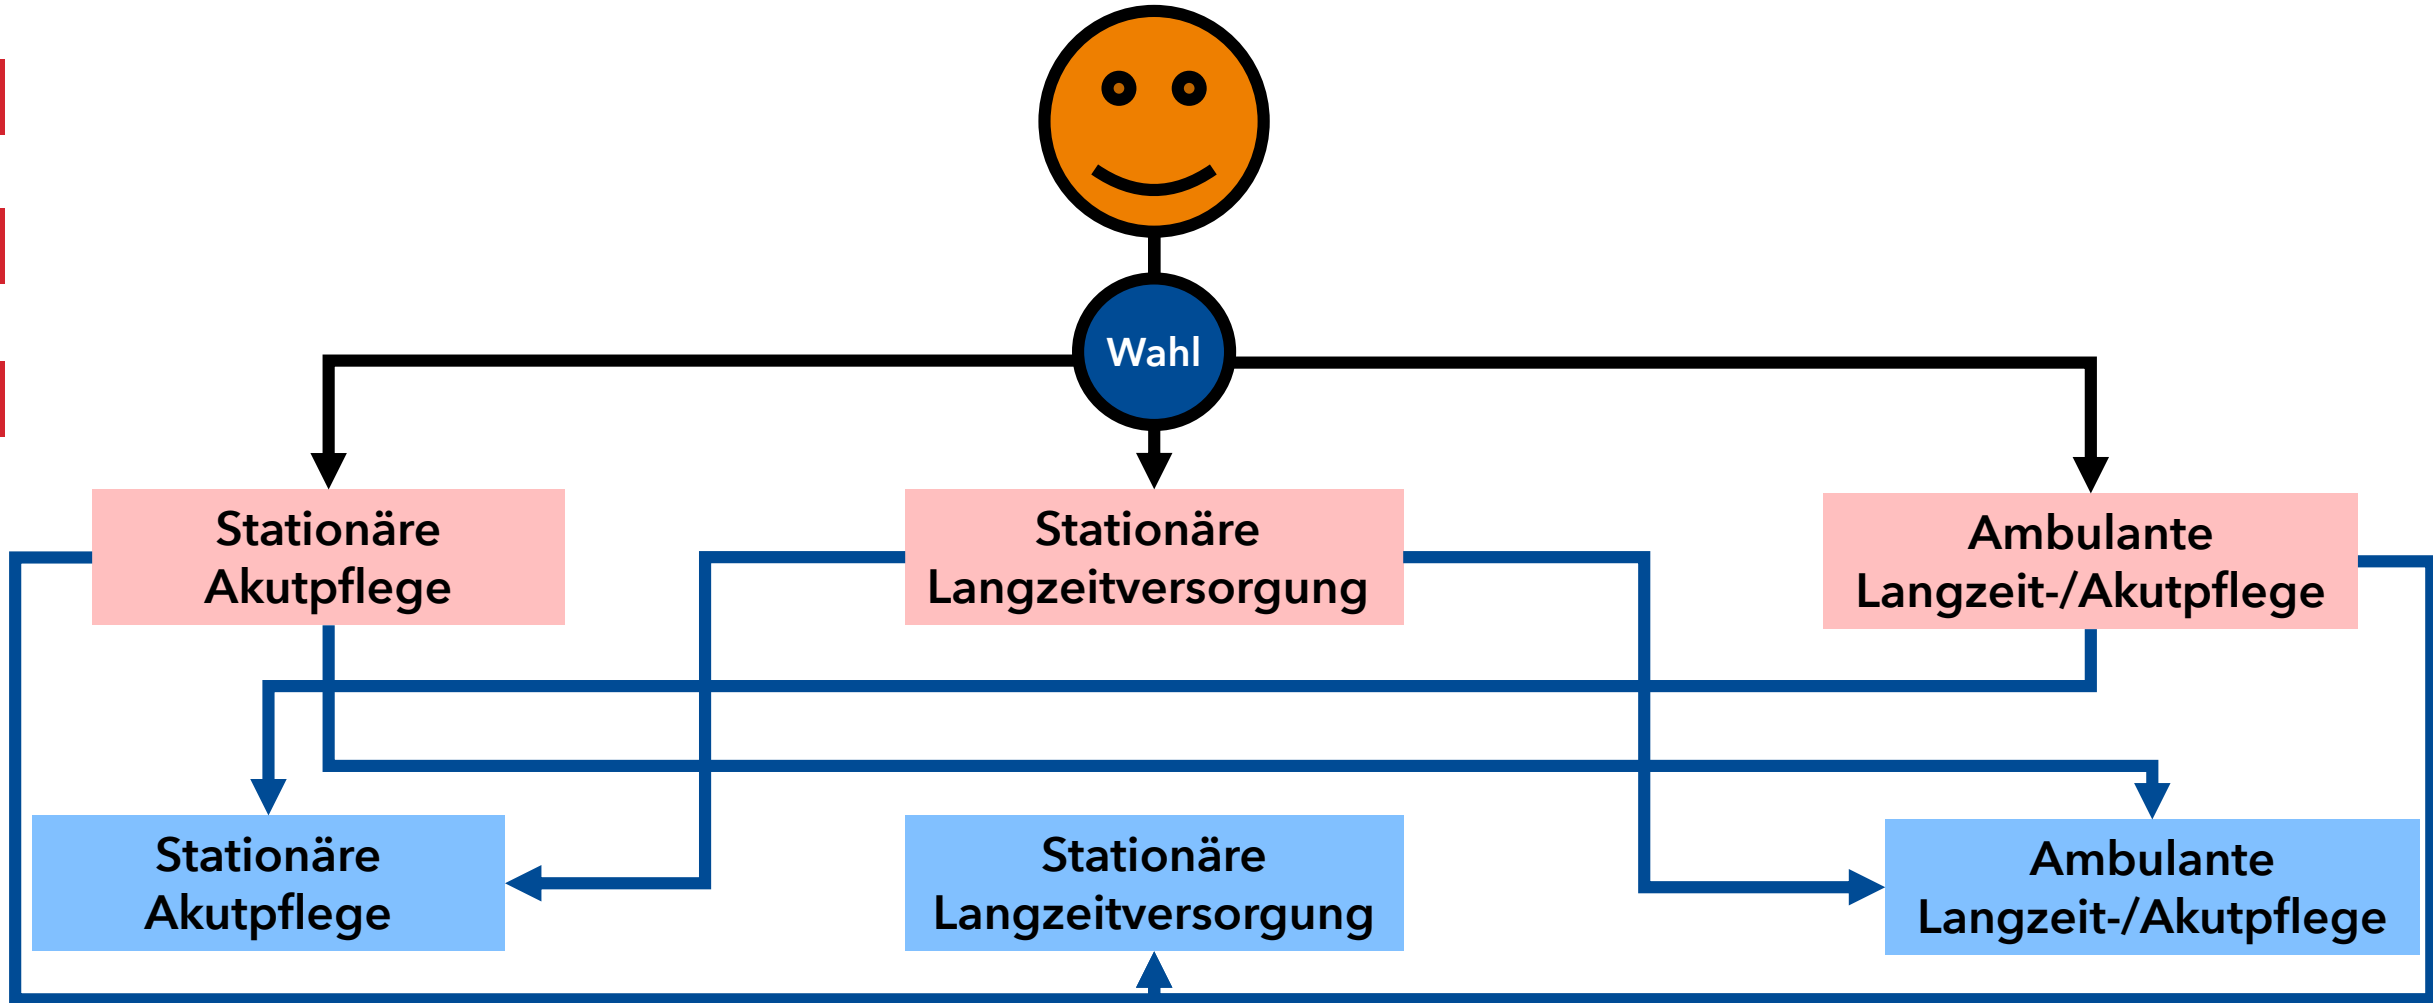 Wahl
Stationäre
Akutpflege
Stationäre
Langzeitversorgung
Ambulante
Langzeit-/Akutpflege
Stationäre
Akutpflege
Stationäre
Langzeitversorgung
Ambulante
Langzeit-/Akutpflege